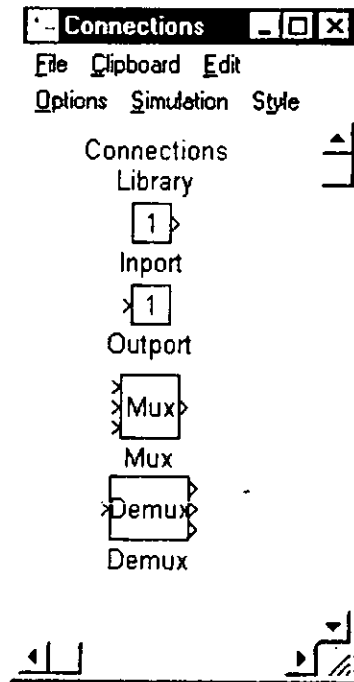 Connections
File Clipboard Edit
Options Simulation Style
Connections
Library
1
Inport
1
Outport
Mux
Mux
Demux
Demux